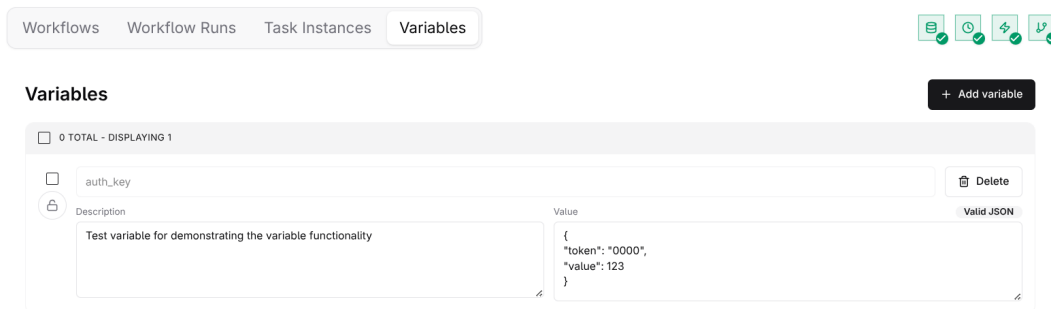 Workflows Workflow Runs Task Instances Variables
Variables
+ Add variable
0 TOTAL - DISPLAYING 1
auth_key
Delete
Description
Value
Valid JSON
Test variable for demonstrating the variable functionality
{
"token": "0000",
"value": 123
}